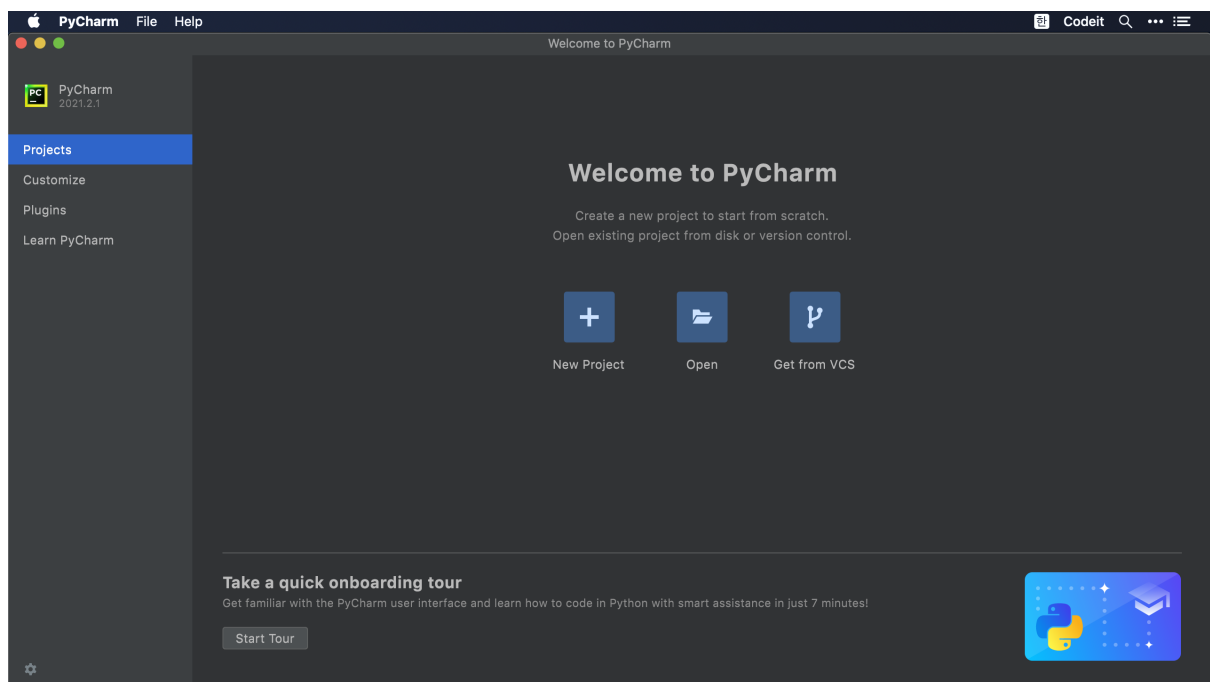 PyCharm File Help 한 Codeit
Welcome to PyCharm
PC PyCharm
2021.2.1
Projects
Customize
Plugins
Learn PyCharm
Welcome to PyCharm
Create a new project to start from scratch.
Open existing project from disk or version control.
New Project Open Get from VCS
Take a quick onboarding tour
Get familiar with the PyCharm user interface and learn how to code in Python with smart assistance in just 7 minutes!
Start Tour